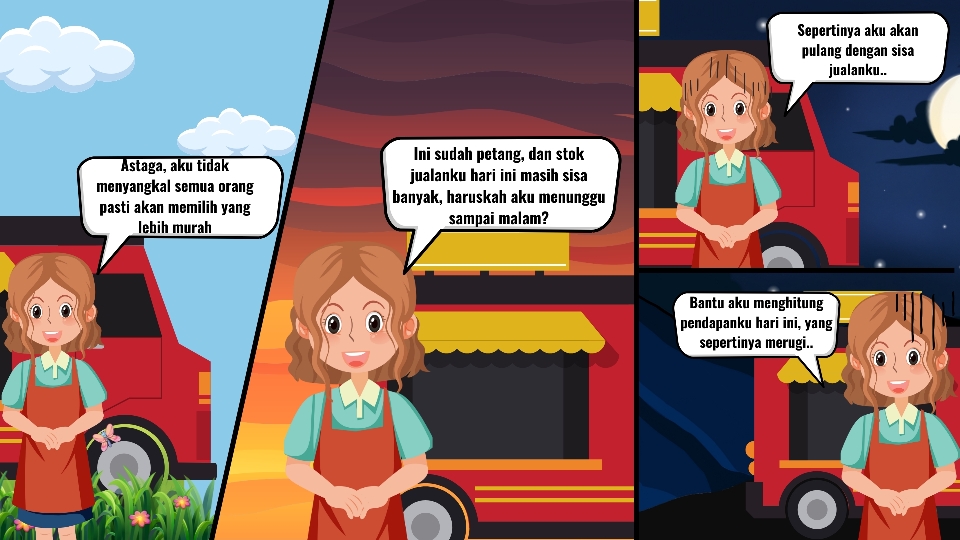 Astaga, aku tidak
menyangkal semua orang
pasti akan memilih yang
lebih murah
Ini sudah petang, dan stok
jualanku hari ini masih sisa
banyak, haruskah aku menunggu
sampai malam?
Sepertinya aku akan
pulang dengan sisa
jualanku..
Bantu aku menghitung
pendapanku hari ini, yang
sepertinya merugi..